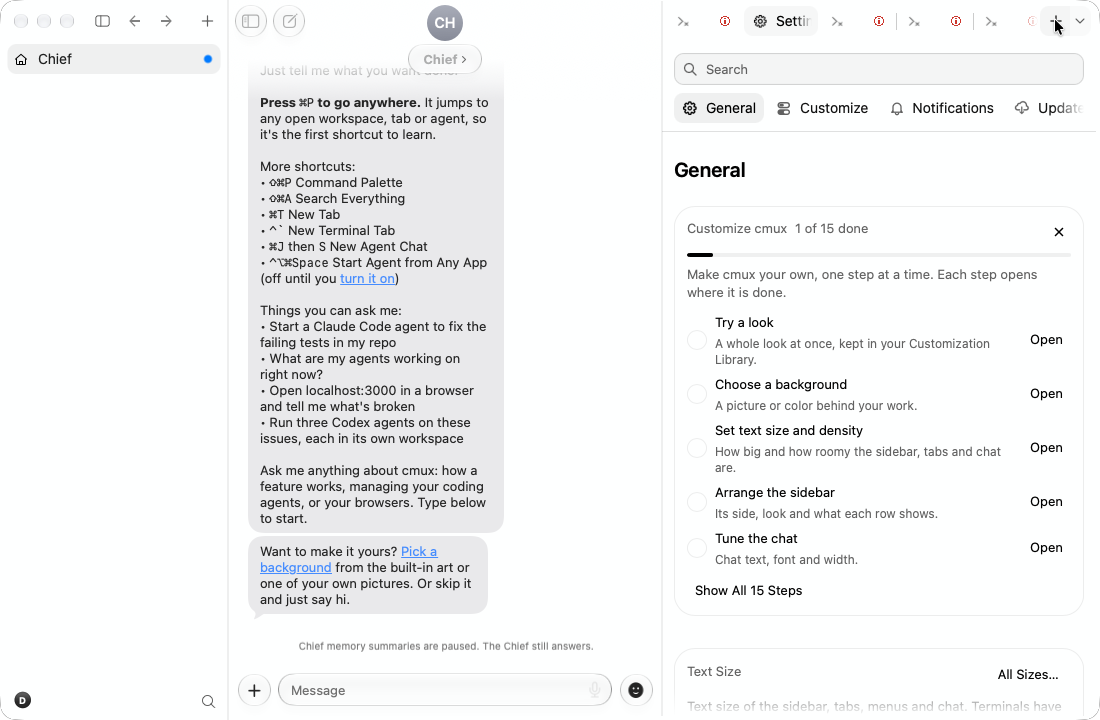 Chief
CH
Chief >
Just tell me what you want done.
Press ⌘P to go anywhere. It jumps to
any open workspace, tab or agent, so
it's the first shortcut to learn.
More shortcuts:
• ⇧⌘P Command Palette
• ⇧⌘A Search Everything
• ⌘T New Tab
• ^` New Terminal Tab
• ⌘J then S New Agent Chat
• ^⌥⌘Space Start Agent from Any App
(off until you turn it on)
Things you can ask me:
• Start a Claude Code agent to fix the
failing tests in my repo
• What are my agents working on
right now?
• Open localhost:3000 in a browser
and tell me what's broken
• Run three Codex agents on these
issues, each in its own workspace
Ask me anything about cmux: how a
feature works, managing your coding
agents, or your browsers. Type below
to start.
Want to make it yours? Pick a
background from the built-in art or
one of your own pictures. Or skip it
and just say hi.
Chief memory summaries are paused. The Chief still answers.
Message
D
Settin
Search
General
Customize
Notifications
Update
General
Customize cmux 1 of 15 done
Make cmux your own, one step at a time. Each step opens
where it is done.
Try a look
A whole look at once, kept in your Customization
Library.
Open
Choose a background
A picture or color behind your work.
Open
Set text size and density
How big and how roomy the sidebar, tabs and chat
are.
Open
Arrange the sidebar
Its side, look and what each row shows.
Open
Tune the chat
Chat text, font and width.
Open
Show All 15 Steps
Text Size
All Sizes...
Text size of the sidebar, tabs, menus and chat. Terminals have